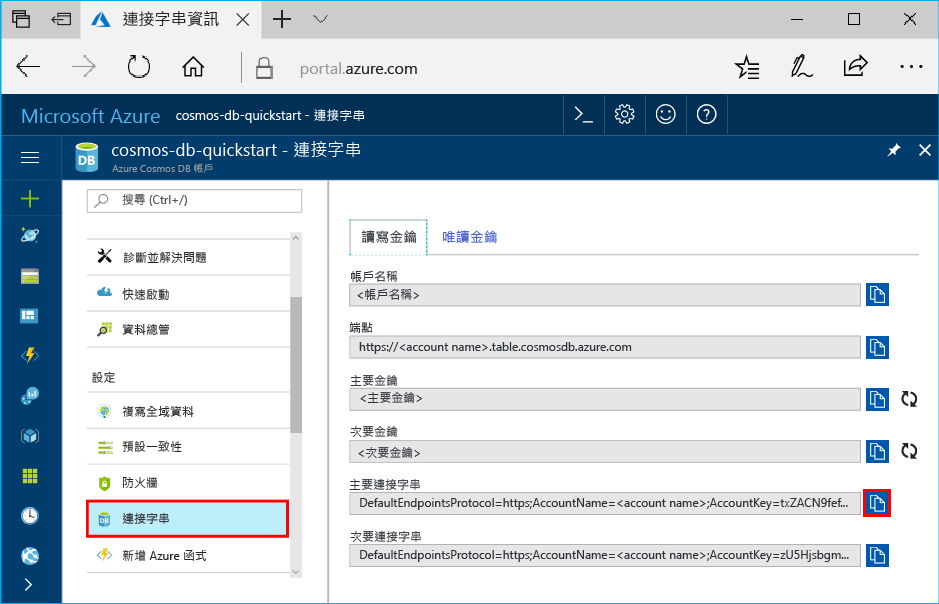 連接字串資訊
portal.azure.com
Microsoft Azure cosmos-db-quickstart - 連接字串
cosmos-db-quickstart - 連接字串
Azure Cosmos DB 帳戶
DB
搜尋 (Ctrl+/)
診斷並解決問題
快速啟動
資料總管
設定
複寫全域資料
預設一致性
防火牆
連接字串
新增 Azure 函式
讀寫金鑰 唯讀金鑰
帳戶名稱
<帳戶名稱>
端點
https://<account name>.table.cosmosdb.azure.com
主要金鑰
<主要金鑰>
次要金鑰
<次要金鑰>
主要連接字串
DefaultEndpointsProtocol=https;AccountName=<account name>;AccountKey=txZACN9fef...
次要連接字串
DefaultEndpointsProtocol=https;AccountName=<account name>;AccountKey=zU5Hjsbgm...